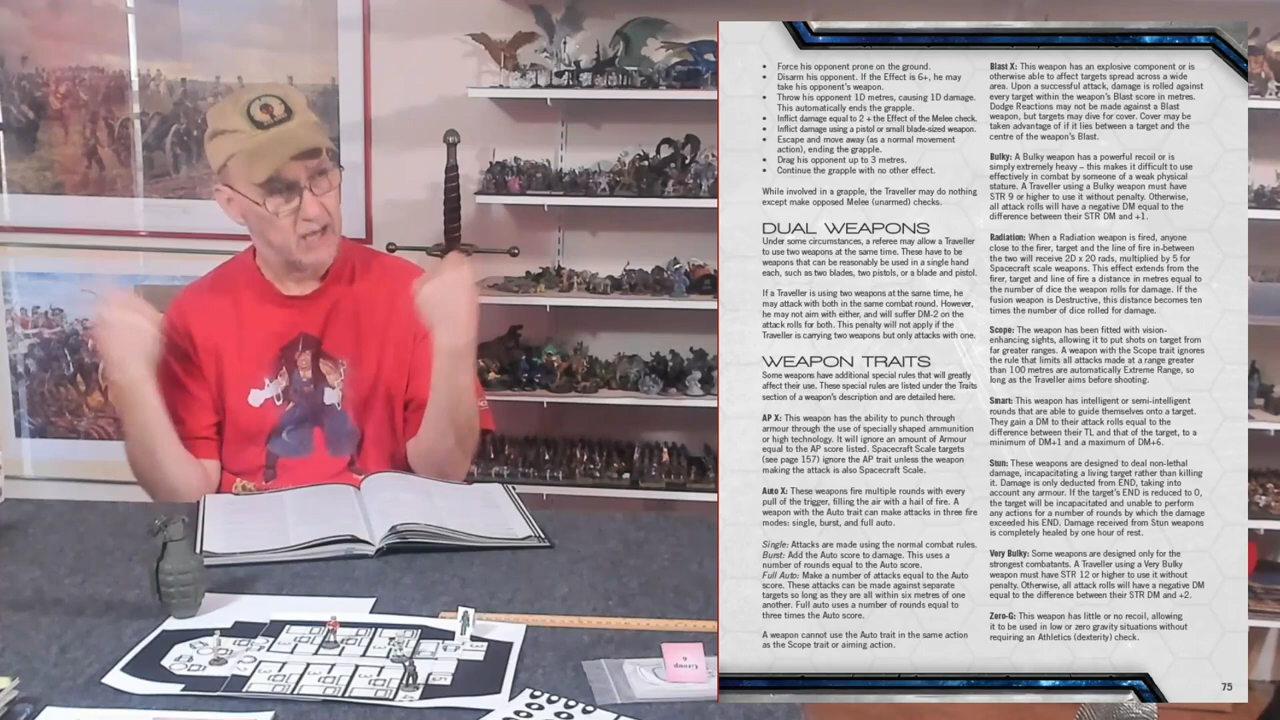 • Force his opponent prone on the ground.
• Disarm his opponent. If the Effect is 6+, he may
take his opponent's weapon.
• Throw his opponent 1D metres, causing 1D damage.
This automatically ends the grapple.
• Inflict damage equal to 2 + the Effect of the Melee check.
• Inflict damage using a pistol or small blade-sized weapon.
• Escape and move away (as a normal movement
action), ending the grapple.
• Drag his opponent up to 3 metres.
• Continue the grapple with no other effect.
While involved in a grapple, the Traveller may do nothing
except make opposed Melee (unarmed) checks.
DUAL WEAPONS
Under some circumstances, a referee may allow a Traveller
to use two weapons at the same time. These have to be
weapons that can be reasonably be used in a single hand
each, such as two blades, two pistols, or a blade and pistol.
If a Traveller is using two weapons at the same time, he
may attack with both in the same combat round. However,
he may not aim with either, and will suffer DM-2 on the
attack rolls for both. This penalty will not apply if the
Traveller is carrying two weapons but only attacks with one.
WEAPON TRAITS
Some weapons have additional special rules that will greatly
affect their use. These special rules are listed under the Traits
section of a weapon's description and are detailed here.
AP X: This weapon has the ability to punch through
armour through the use of specially shaped ammunition
or high technology. It will ignore an amount of Armour
equal to the AP score listed. Spacecraft Scale targets
(see page 157) ignore the AP trait unless the weapon
making the attack is also Spacecraft Scale.
Auto X: These weapons fire multiple rounds with every
pull of the trigger, filling the air with a hail of fire. A
weapon with the Auto trait can make attacks in three fire
modes: single, burst, and full auto.
Single: Attacks are made using the normal combat rules.
Burst: Add the Auto score to damage. This uses a
number of rounds equal to the Auto score.
Full Auto: Make a number of attacks equal to the Auto
score. These attacks can be made against separate
targets so long as they are all within six metres of one
another. Full auto uses a number of rounds equal to
three times the Auto score.
A weapon cannot use the Auto trait in the same action
as the Scope trait or aiming action.
Blast X: This weapon has an explosive component or is
otherwise able to affect targets spread across a wide
area. Upon a successful attack, damage is rolled against
every target within the weapon's Blast score in metres.
Dodge Reactions may not be made against a Blast
weapon, but targets may dive for cover. Cover may be
taken advantage of if it lies between a target and the
centre of the weapon's Blast.
Bulky: A Bulky weapon has a powerful recoil or is
simply extremely heavy – this makes it difficult to use
effectively in combat by someone of a weak physical
stature. A Traveller using a Bulky weapon must have
STR 9 or higher to use it without penalty. Otherwise,
all attack rolls will have a negative DM equal to the
difference between their STR DM and +1.
Radiation: When a Radiation weapon is fired, anyone
close to the firer, target and the line of fire in-between
the two will receive 2D x 20 rads, multiplied by 5 for
Spacecraft scale weapons. This effect extends from the
firer, target and line of fire a distance in metres equal to
the number of dice the weapon rolls for damage. If the
fusion weapon is Destructive, this distance becomes ten
times the number of dice rolled for damage.
Scope: The weapon has been fitted with vision-
enhancing sights, allowing it to put shots on target from
far greater ranges. A weapon with the Scope trait ignores
the rule that limits all attacks made at a range greater
than 100 metres are automatically Extreme Range, so
long as the Traveller aims before shooting.
Smart: This weapon has intelligent or semi-intelligent
rounds that are able to guide themselves onto a target.
They gain a DM to their attack rolls equal to the
difference between their TL and that of the target, to a
minimum of DM+1 and a maximum of DM+6.
Stun: These weapons are designed to deal non-lethal
damage, incapacitating a living target rather than killing
it. Damage is only deducted from END, taking into
account any armour. If the target's END is reduced to 0,
the target will be incapacitated and unable to perform
any actions for a number of rounds by which the damage
exceeded his END. Damage received from Stun weapons
is completely healed by one hour of rest.
Very Bulky: Some weapons are designed only for the
strongest combatants. A Traveller using a Very Bulky
weapon must have STR 12 or higher to use it without
penalty. Otherwise, all attack rolls will have a negative DM
equal to the difference between their STR DM and +2.
Zero-G: This weapon has little or no recoil, allowing
it to be used in low or zero gravity situations without
requiring an Athletics (dexterity) check.
75
Group